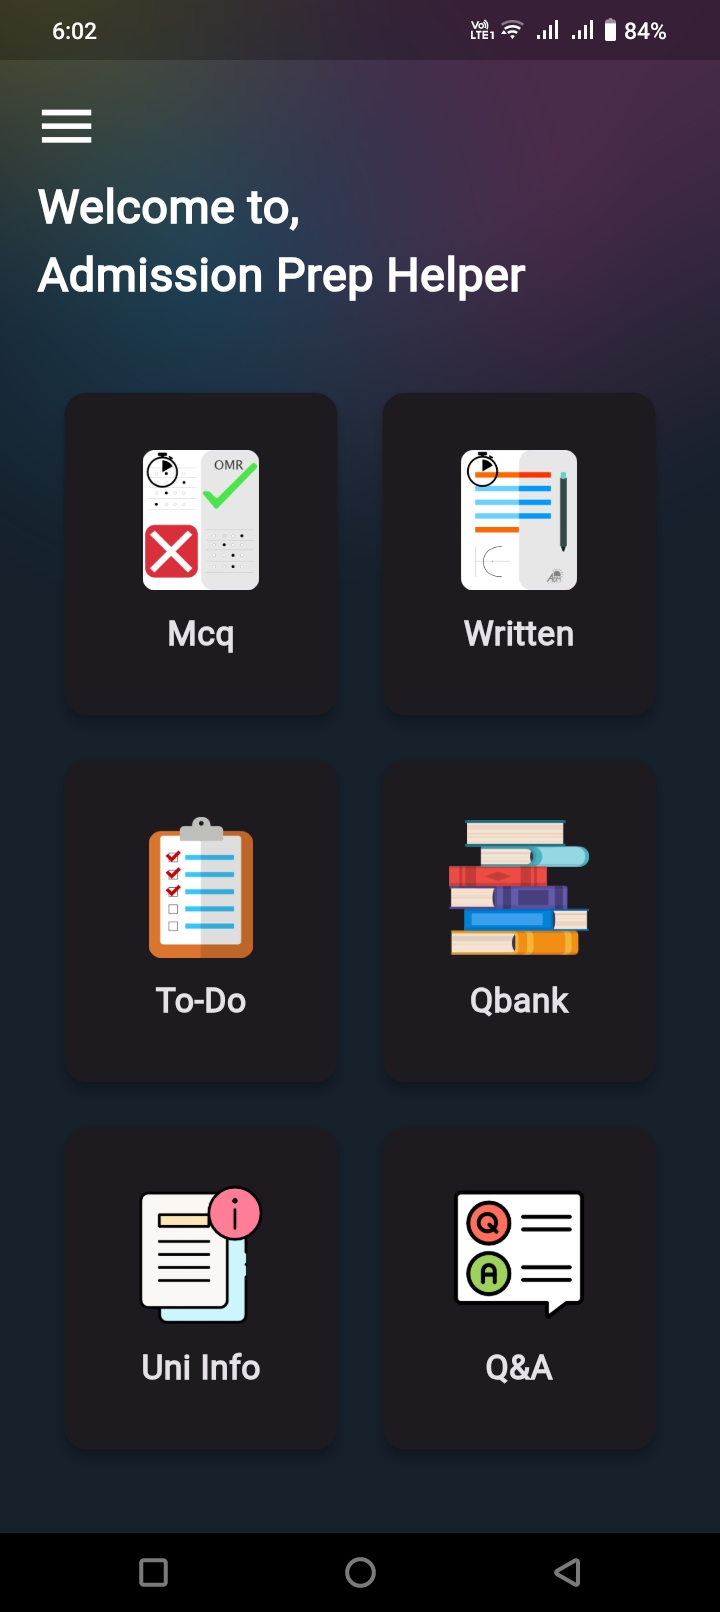 6:02
Vo)) LTE1
84%
Welcome to,
Admission Prep Helper
OMR
Mcq
Written
To-Do
Qbank
i
Uni Info
Q
A
Q&A